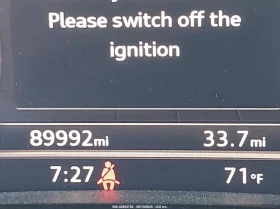 Please switch off the
ignition
89992mi 33.7mi
7:27 71°F